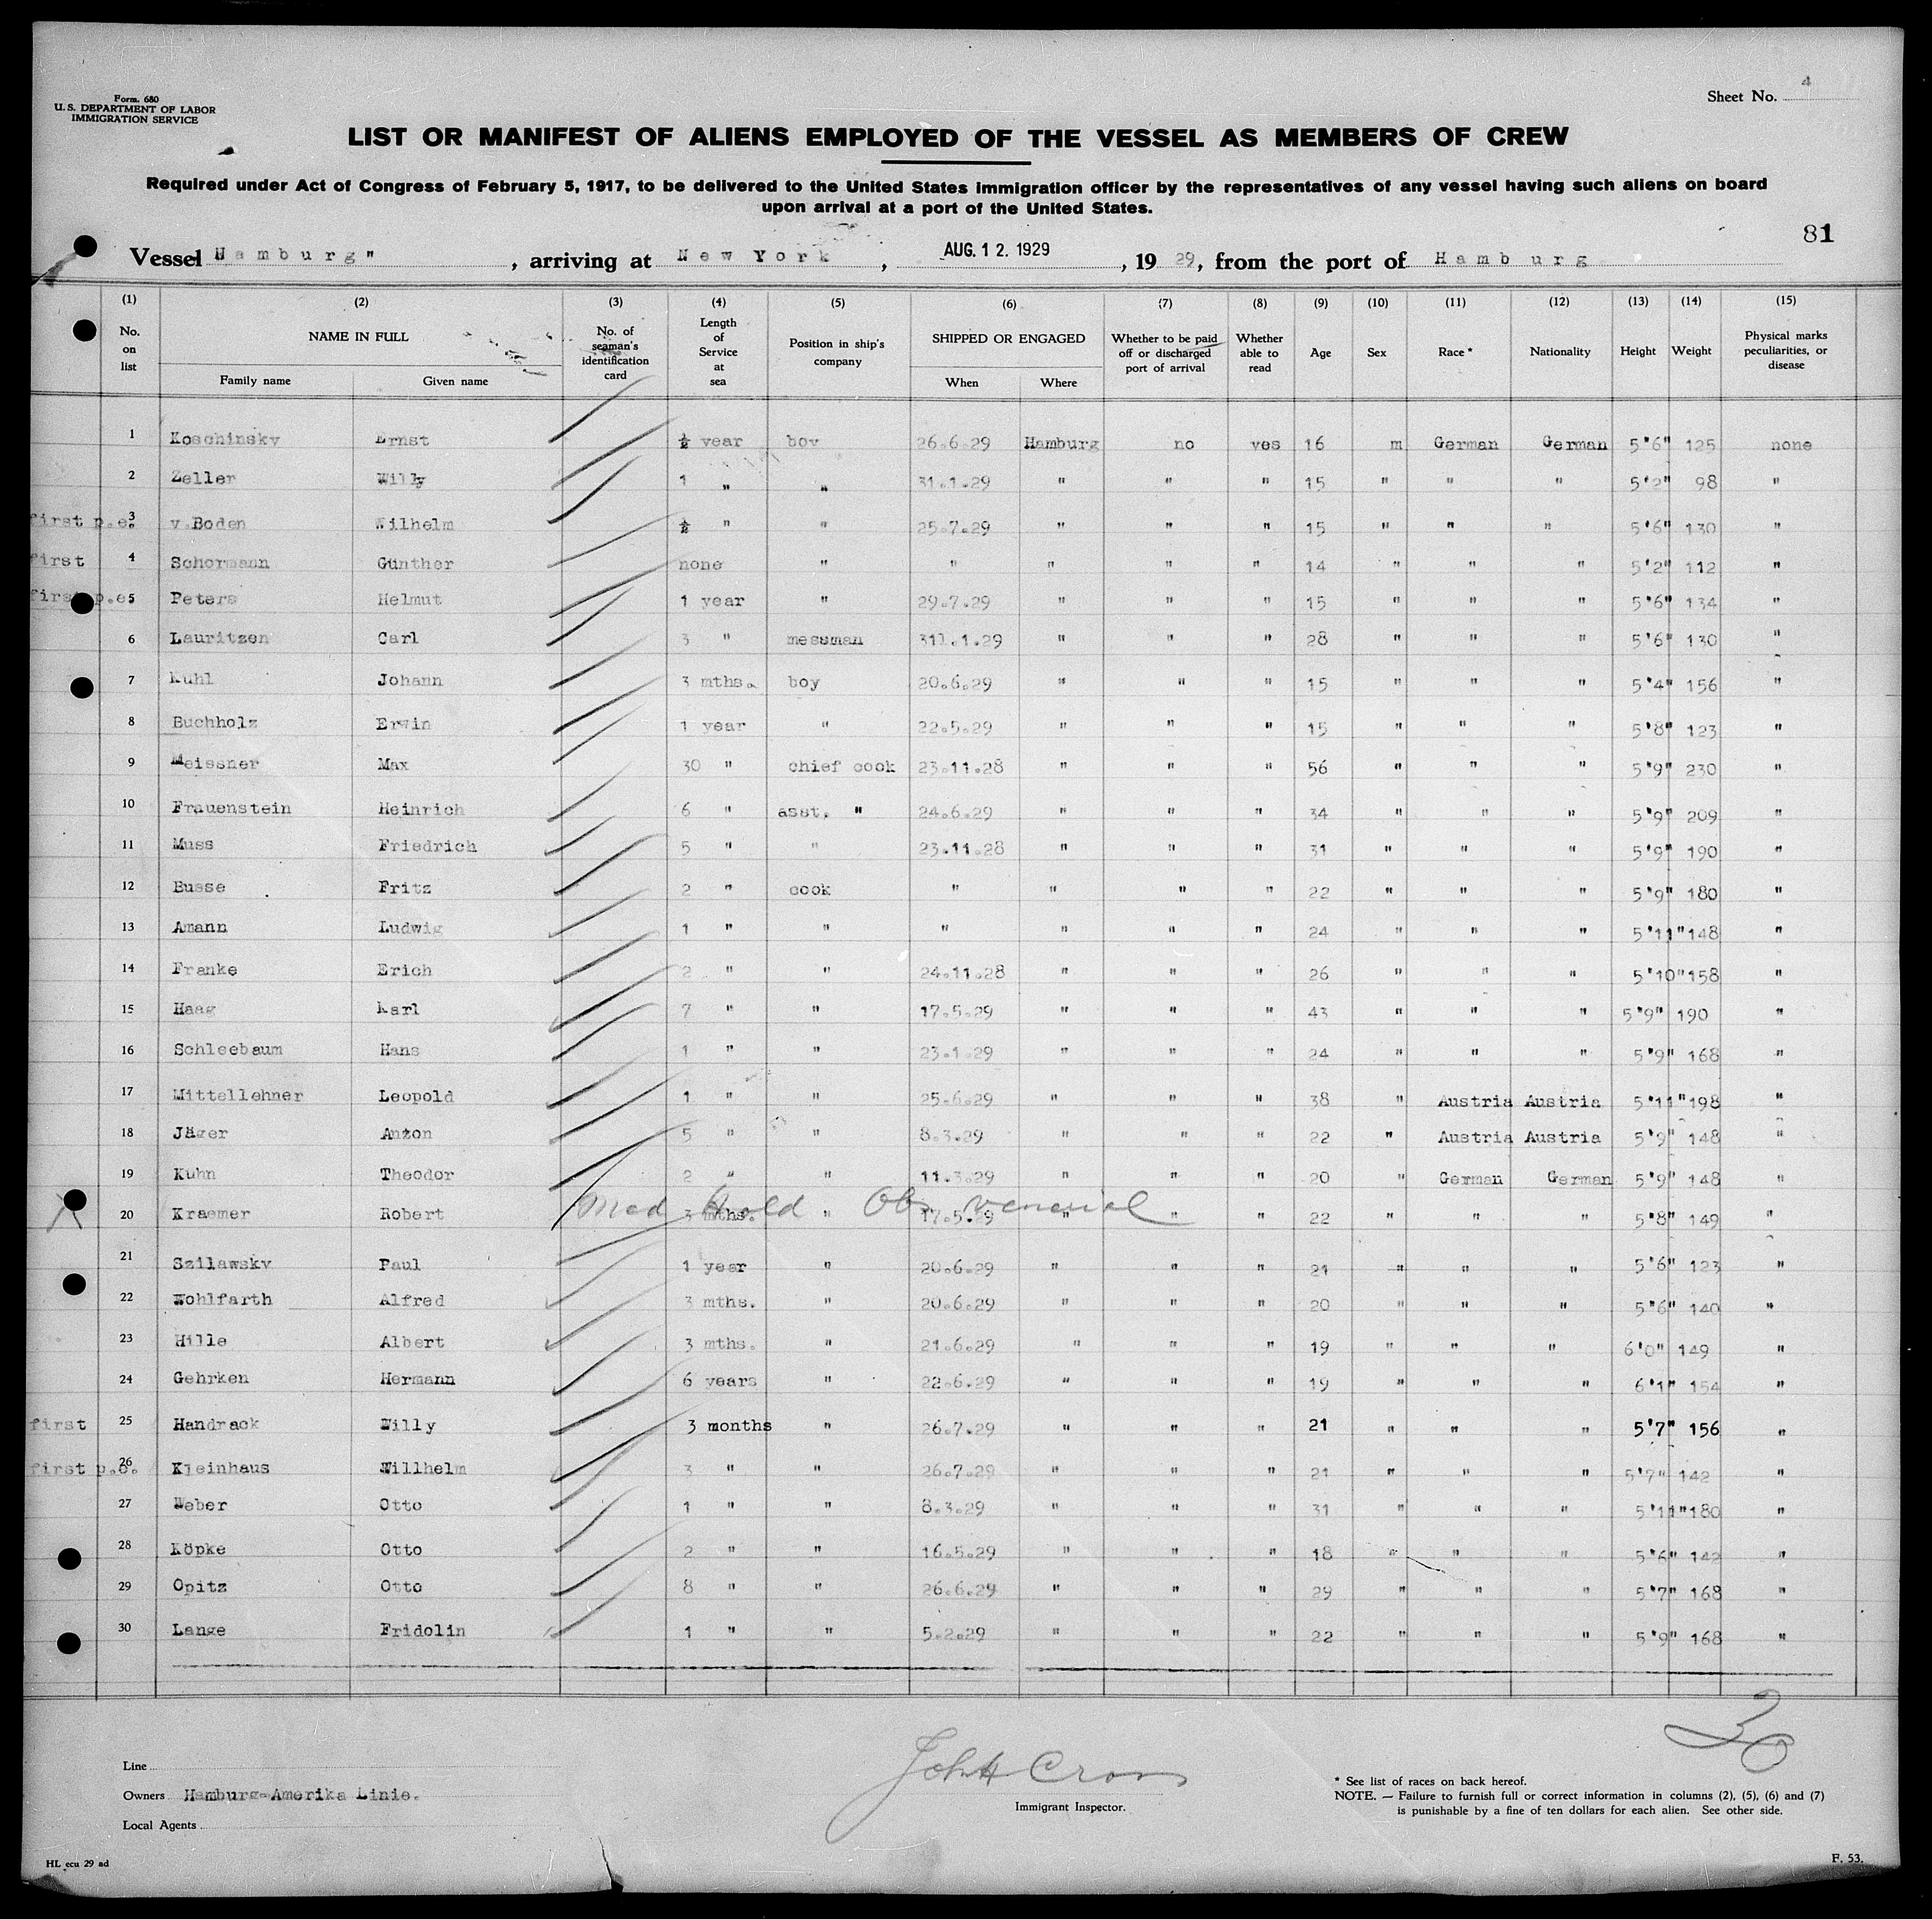 Form. 680
U.S. DEPARTMENT OF LABOR
IMMIGRATION SERVICE
Sheet No. 4
LIST OR MANIFEST OF ALIENS EMPLOYED OF THE VESSEL AS MEMBERS OF CREW
Required under Act of Congress of February 5, 1917, to be delivered to the United States immigration officer by the representatives of any vessel having such aliens on board
upon arrival at a port of the United States.
81
Vessel Hamburg", arriving at New York, AUG. 12. 1929, 1929, from the port of Hamburg
(1) (2) (3) (4) (5) (6) (7) (8) (9) (10) (11) (12) (13) (14) (15)
No. on list NAME IN FULL Family name Given name No. of seaman's identification card Length of Service at sea Position in ship's company SHIPPED OR ENGAGED When Where Whether to be paid off or discharged port of arrival Whether able to read Age Sex Race * Nationality Height Weight Physical marks peculiarities, or disease
1 Koschinsky Ernst ½ year boy 26.6.29 Hamburg no yes 16 m German German 5'6" 125 none
2 Zeller Willy 1 " " 31.1.29 " " " 15 " " " 5'2" 98 "
first p.e. 3 v.Boden Wilhelm ½ " " 25.7.29 " " " 15 " " " 5'6" 130 "
first 4 Schormann Günther none " " " " " 14 " " " 5'2" 112 "
first p.e. 5 Peters Helmut 1 year " 29.7.29 " " " 15 " " " 5'6" 134 "
6 Lauritzen Carl 3 " messman 311.1.29 " " " 28 " " " 5'6" 130 "
7 Kuhl Johann 3 mths. boy 20.6.29 " " " 15 " " " 5'4" 156 "
8 Buchholz Erwin 1 year " 22.5.29 " " " 15 " " " 5'8" 123 "
9 Meissner Max 30 " chief cook 23.11.28 " " " 56 " " " 5'9" 230 "
10 Frauenstein Heinrich 6 " asst. " 24.6.29 " " " 34 " " " 5'9" 209 "
11 Muss Friedrich 5 " " 23.11.28 " " " 31 " " " 5'9" 190 "
12 Busse Fritz 2 " cook " " " " 22 " " " 5'9" 180 "
13 Amann Ludwig 1 " " " " " " 24 " " " 5'11" 148 "
14 Franke Erich 2 " " 24.11.28 " " " 26 " " " 5'10" 158 "
15 Haag Karl 7 " " 17.5.29 " " " 43 " " " 5'9" 190 "
16 Schleebaum Hans 1 " " 23.1.29 " " " 24 " " " 5'9" 168 "
17 Mittellehner Leopold 1 " " 25.6.29 " " " 38 " Austria Austria 5'11" 198 "
18 Jäger Anton 5 " " 8.3.29 " " " 22 " Austria Austria 5'9" 148 "
19 Kuhn Theodor 2 " " 11.3.29 " " " 20 " German German 5'9" 148 "
Med Hold Obs venerial
20 Kraemer Robert 3 mths. " 17.5.29 " " " 22 " " " 5'8" 149 "
21 Szilawsky Paul 1 year " 20.6.29 " " " 21 " " " 5'6" 123 "
22 Wohlfarth Alfred 3 mths. " 20.6.29 " " " 20 " " " 5'6" 140 "
23 Hille Albert 3 mths. " 21.6.29 " " " 19 " " " 6'0" 149 "
24 Gehrken Hermann 6 years " 22.6.29 " " " 19 " " " 6'1" 154 "
first 25 Handrack Willy 3 months " 26.7.29 " " " 21 " " " 5'7" 156 "
first p.e. 26 Kleinhaus Willhelm 3 " " 26.7.29 " " " 21 " " " 5'7" 142 "
27 Weber Otto 1 " " 8.3.29 " " " 31 " " " 5'11" 180 "
28 Köpke Otto 2 " " 16.5.29 " " " 18 " " " 5'6" 142 "
29 Opitz Otto 8 " " 26.6.29 " " " 29 " " " 5'7" 168 "
30 Lange Fridolin 1 " " 5.2.29 " " " 22 " " " 5'9" 168 "
30
Line
Owners Hamburg-Amerika Linie.
Local Agents
John Cross
Immigrant Inspector.
* See list of races on back hereof.
NOTE. — Failure to furnish full or correct information in columns (2), (5), (6) and (7)
is punishable by a fine of ten dollars for each alien. See other side.
HL ecu 29 ad
F. 53.